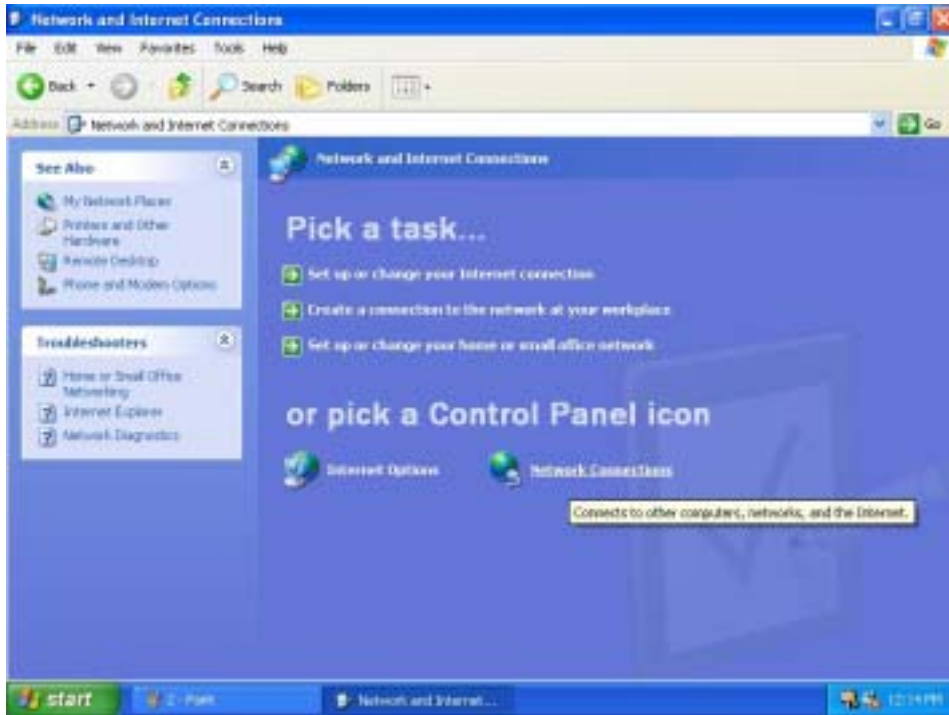 Network and Internet Connections
File Edit View Favorites Tools Help
Back Search Folders
Address Network and Internet Connections Go
See Also
My Network Places
Printers and Other
Hardware
Remote Desktop
Phone and Modem Options
Troubleshooters
Home or Small Office
Networking
Internet Explorer
Network Diagnostics
Network and Internet Connections
Pick a task...
Set up or change your Internet connection
Create a connection to the network at your workplace
Set up or change your home or small office network
or pick a Control Panel icon
Internet Options
Network Connections
Connects to other computers, networks, and the Internet.
start 2 - Paint Network and Internet... 12:14 PM